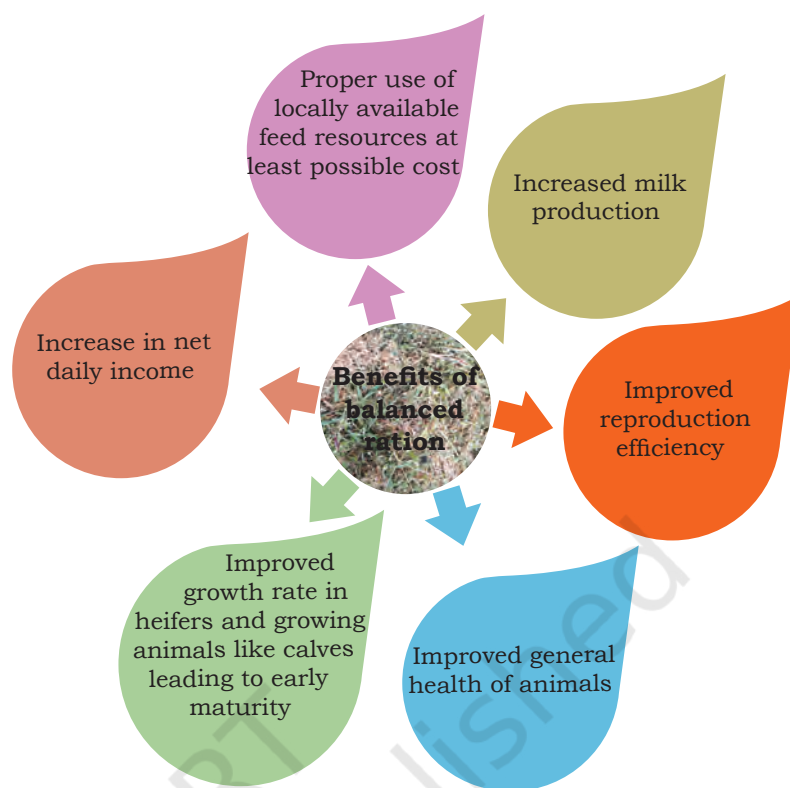 Proper use of
locally available
feed resources at
least possible cost
Increased milk
production
Increase in net
daily income
Benefits of
balanced
ration
Improved
reproduction
efficiency
Improved
growth rate in
heifers and growing
animals like calves
leading to early
maturity
Improved general
health of animals